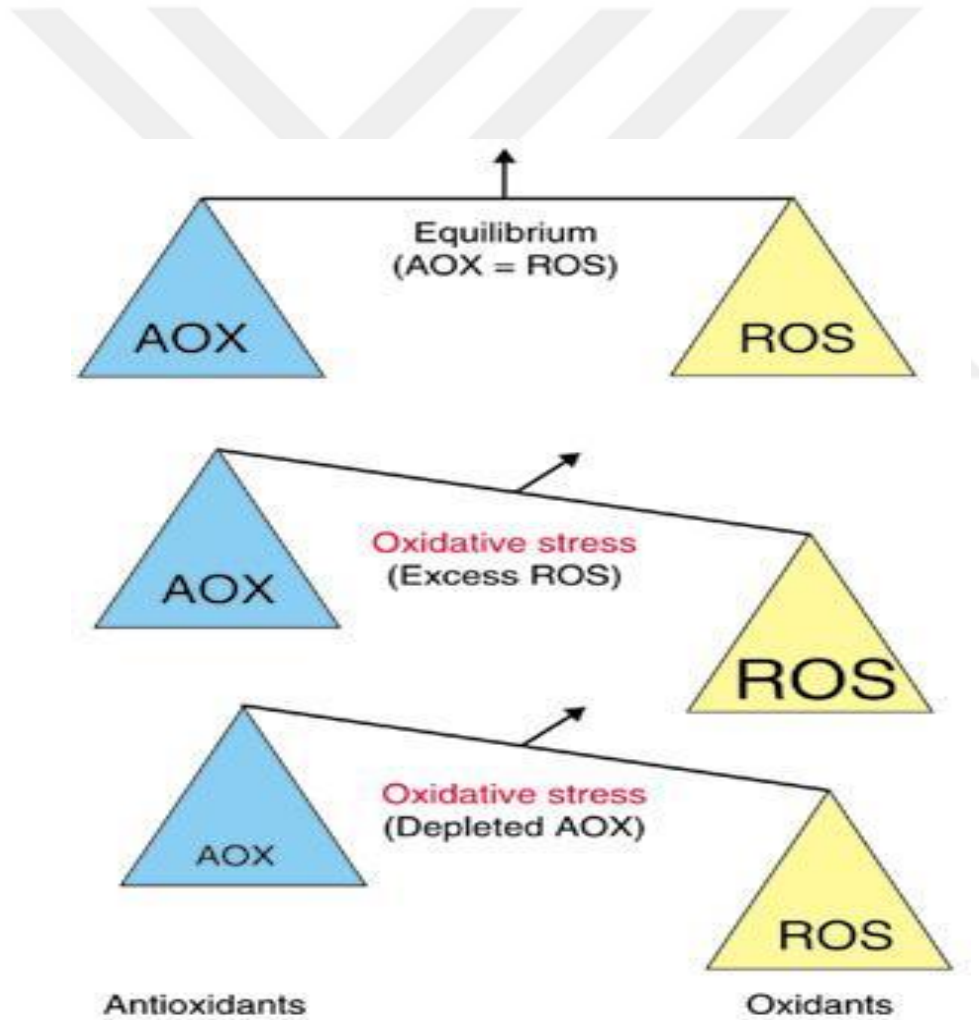 Equilibrium
(AOX = ROS)
AOX
ROS
Oxidative stress
(Excess ROS)
AOX
ROS
Oxidative stress
(Depleted AOX)
AOX
ROS
Antioxidants
Oxidants